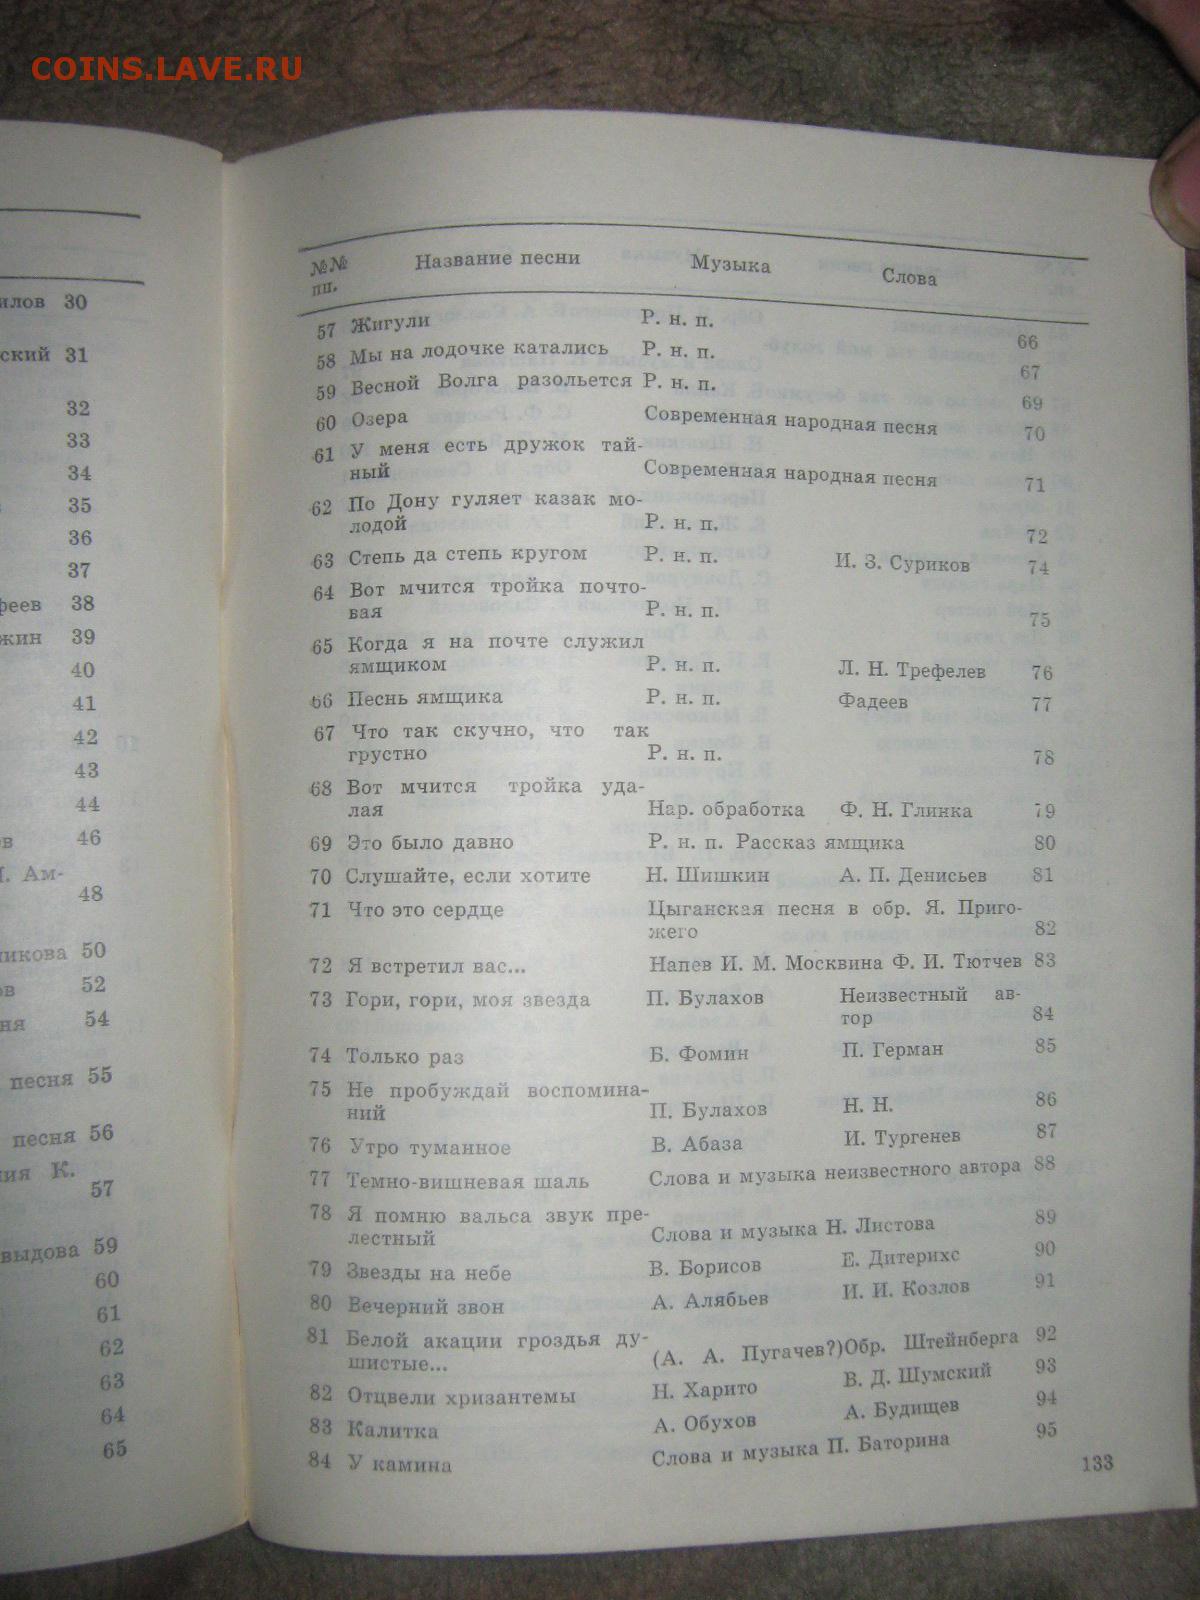 COINS.LAVE.RU
илов 30
ский 31
32
33
34
35
36
37
феев 38
жин 39
40
41
42
43
44
в 46
Ам-
48
никова 50
ов 52
ня 54
песня 55
песня 56
ния К.
57
выдова 59
60
61
62
63
64
65
№№ пп. Название песни Музыка Слова
57 Жигули Р. н. п. 66
58 Мы на лодочке катались Р. н. п. 67
59 Весной Волга разольется Р. н. п. 69
60 Озера Современная народная песня 70
61 У меня есть дружок тай-
ный Современная народная песня 71
62 По Дону гуляет казак мо-
лодой Р. н. п. 72
63 Степь да степь кругом Р. н. п. И. З. Суриков 74
64 Вот мчится тройка почто-
вая Р. н. п. 75
65 Когда я на почте служил
ямщиком Р. н. п. Л. Н. Трефелев 76
66 Песнь ямщика Р. н. п. Фадеев 77
67 Что так скучно, что так
грустно Р. н. п. 78
68 Вот мчится тройка уда-
лая Нар. обработка Ф. Н. Глинка 79
69 Это было давно Р. н. п. Рассказ ямщика 80
70 Слушайте, если хотите Н. Шишкин А. П. Денисьев 81
71 Что это сердце Цыганская песня в обр. Я. Приго-
жего 82
72 Я встретил вас... Напев И. М. Москвина Ф. И. Тютчев 83
73 Гори, гори, моя звезда П. Булахов Неизвестный ав-
тор 84
74 Только раз Б. Фомин П. Герман 85
75 Не пробуждай воспомина-
ний П. Булахов Н. Н. 86
76 Утро туманное В. Абаза И. Тургенев 87
77 Темно-вишневая шаль Слова и музыка неизвестного автора 88
78 Я помню вальса звук пре-
лестный Слова и музыка Н. Листова 89
79 Звезды на небе В. Борисов Е. Дитерихс 90
80 Вечерний звон А. Алябьев И. И. Козлов 91
81 Белой акации гроздья ду-
шистые... (А. А. Пугачев?) Обр. Штейнберга 92
82 Отцвели хризантемы Н. Харито В. Д. Шумский 93
83 Калитка А. Обухов А. Будищев 94
84 У камина Слова и музыка П. Баторина 95
133